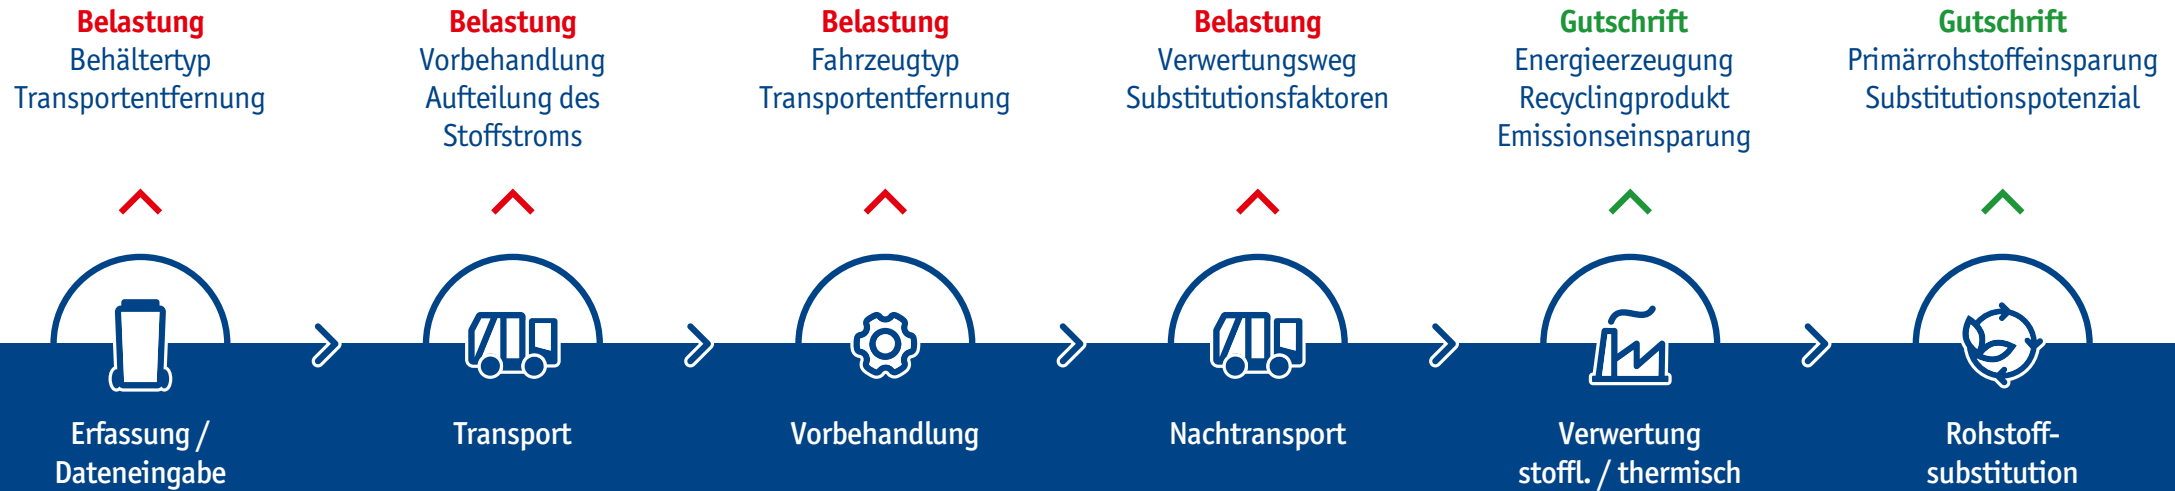 Belastung
Behältertyp
Transportentfernung
Belastung
Vorbehandlung
Aufteilung des
Stoffstroms
Belastung
Fahrzeugtyp
Transportentfernung
Belastung
Verwertungsweg
Substitutionsfaktoren
Gutschrift
Energieerzeugung
Recyclingprodukt
Emissionseinsparung
Gutschrift
Primärrohstoffeinsparung
Substitutionspotenzial
Erfassung /
Dateneingabe
Transport
Vorbehandlung
Nachtransport
Verwertung
stoffl. / thermisch
Rohstoff-
substitution